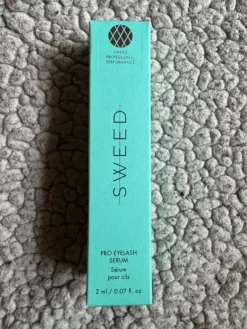 SWEED
PROFESSIONAL
PERFORMANCE
SWEED
PRO EYELASH
SERUM
Sérum
pour cils
2 ml / 0.07 fl. oz